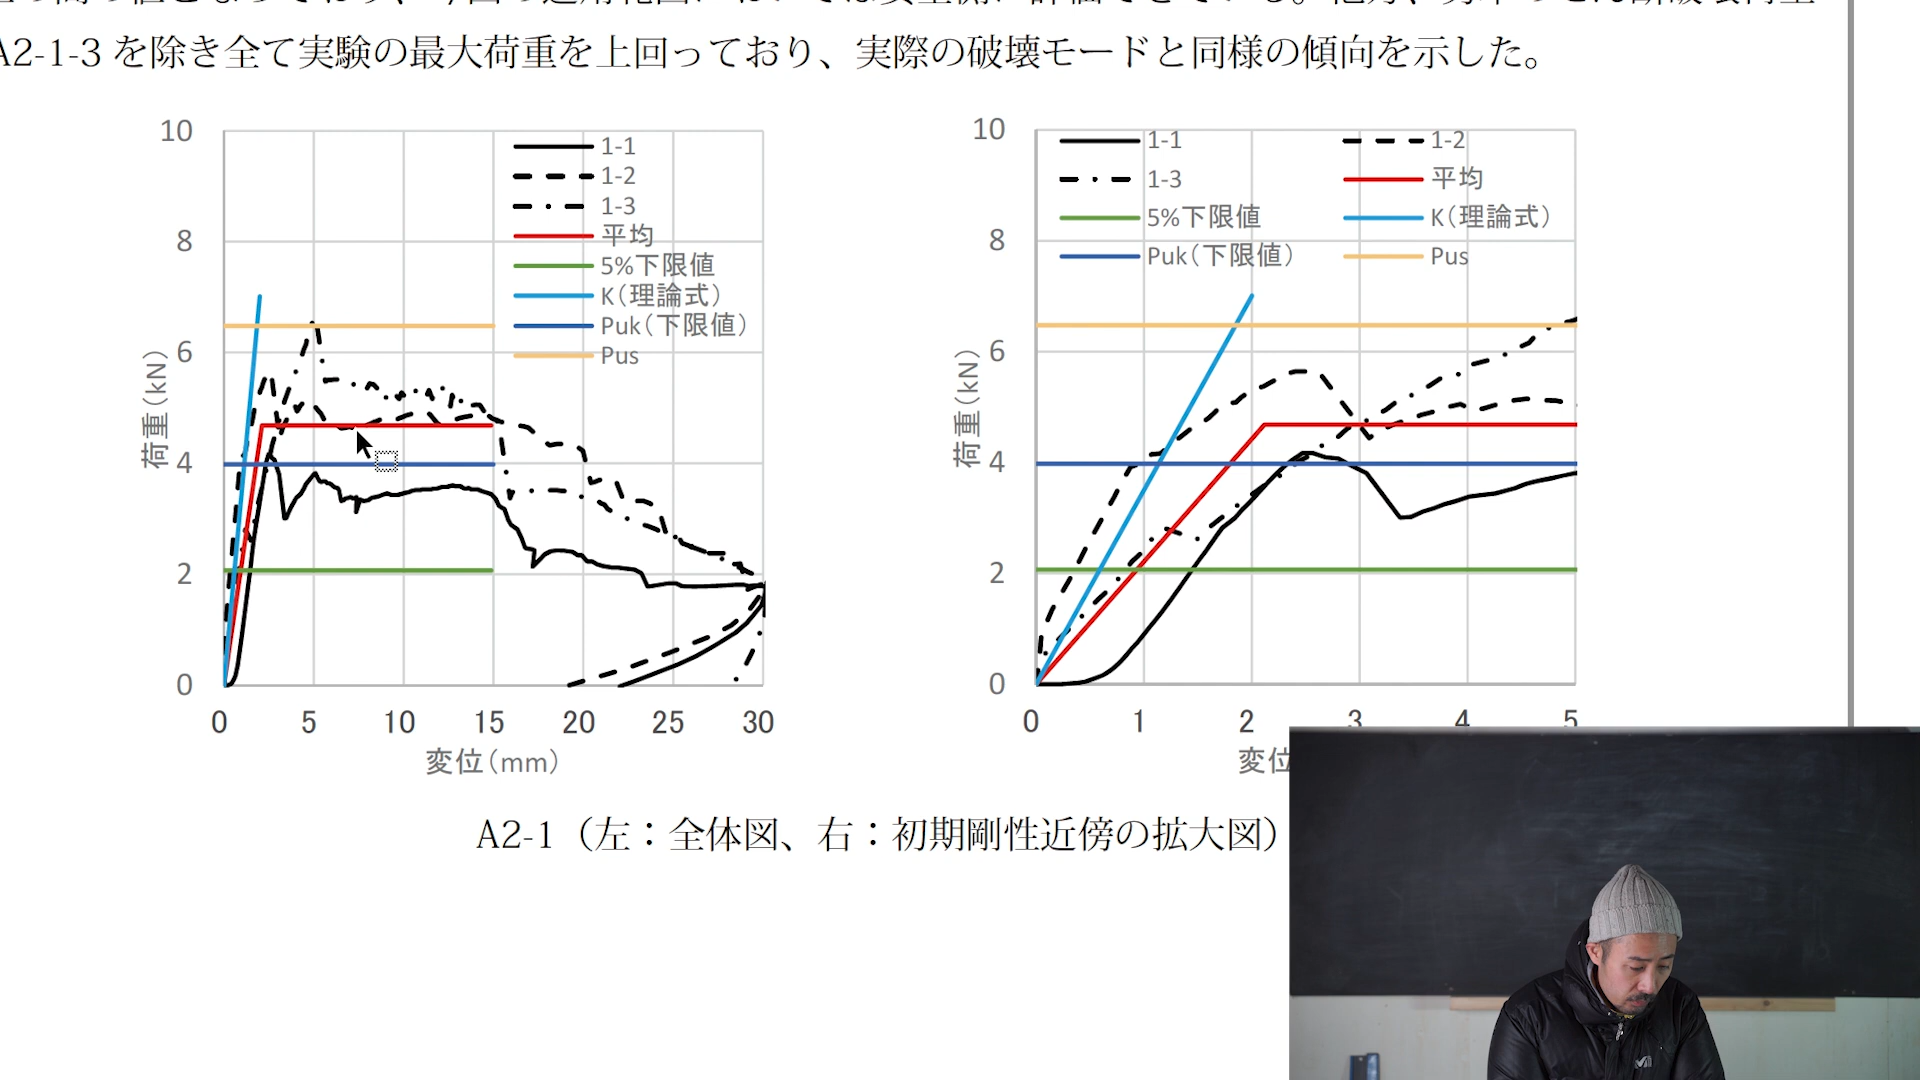 A2-1-3 を除き全て実験の最大荷重を上回っており、実際の破壊モードと同様の傾向を示した。
10
8
6
4
2
0
荷重（kN）
1-1
1-2
1-3
平均
5%下限値
K（理論式）
Puk（下限値）
Pus
0 5 10 15 20 25 30
変位（mm）
10
8
6
4
2
0
荷重（kN）
1-1 1-2
1-3 平均
5%下限値 K（理論式）
Puk（下限値） Pus
0 1 2 3 4 5
変位
A2-1（左：全体図、右：初期剛性近傍の拡大図）